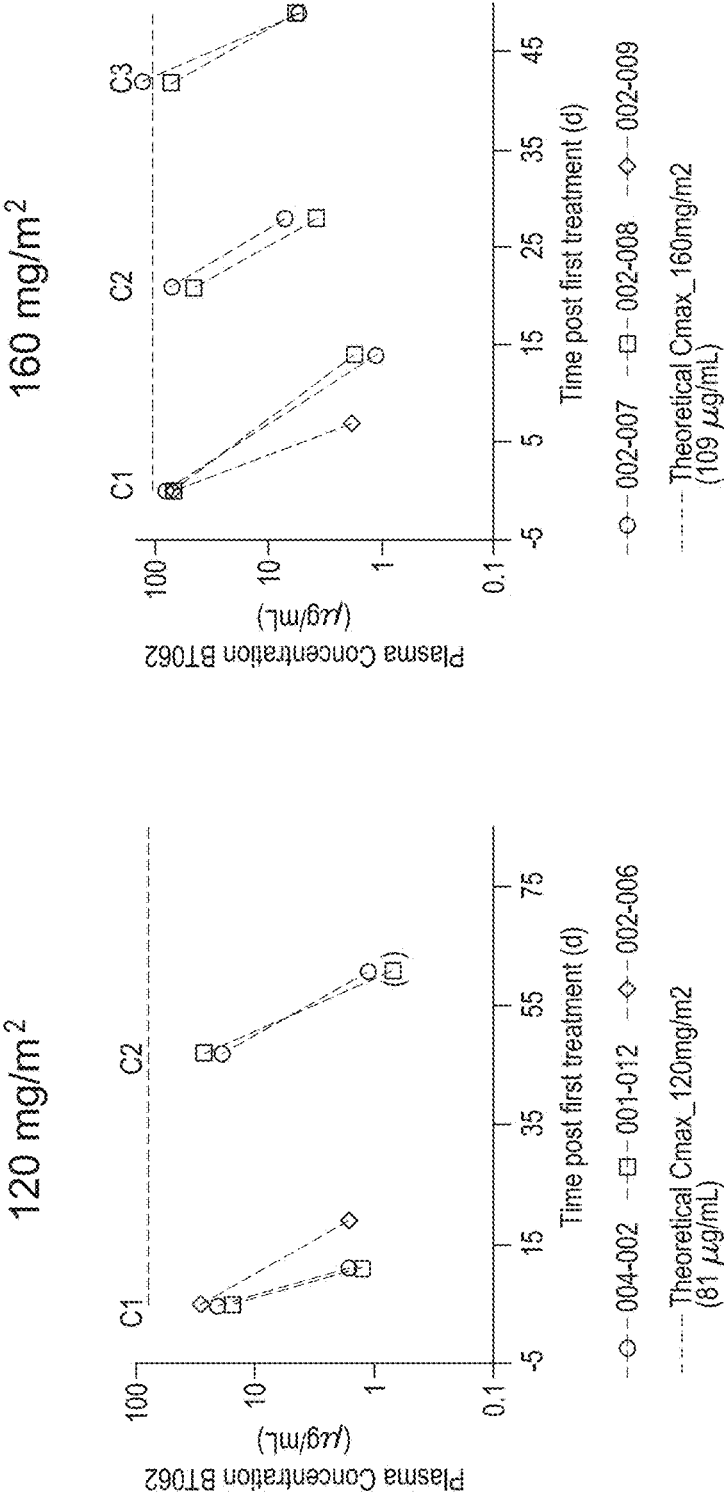 120 mg/m²
C1
C2
100
10
1
0.1
Plasma Concentration BT062
(µg/mL)
-5
15
35
55
75
( )
Time post first treatment (d)
004-002
001-012
002-006
Theoretical Cmax_120mg/m2
(81 µg/mL)
160 mg/m²
C1
C2
C3
100
10
1
0.1
Plasma Concentration BT062
(µg/mL)
-5
5
15
25
35
45
Time post first treatment (d)
002-007
002-008
002-009
Theoretical Cmax_160mg/m2
(109 µg/mL)